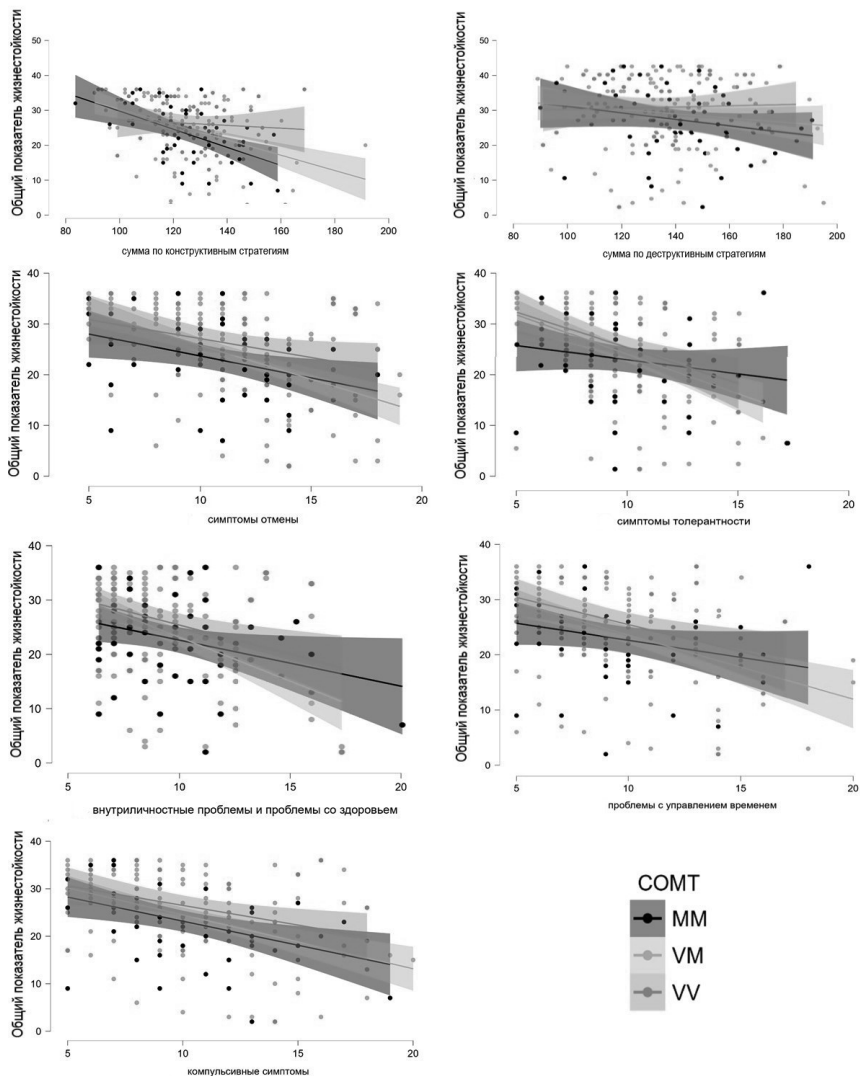 Общий показатель жизнестойкости
50
40
30
20
10
0
80 100 120 140 160 180 200
сумма по конструктивным стратегиям
Общий показатель жизнестойкости
50
40
30
20
10
0
80 100 120 140 160 180 200
сумма по деструктивным стратегиям
Общий показатель жизнестойкости
40
30
20
10
0
5 10 15 20
симптомы отмены
Общий показатель жизнестойкости
40
30
20
10
0
5 10 15 20
симптомы толерантности
Общий показатель жизнестойкости
40
30
20
10
0
5 10 15 20
внутриличностные проблемы и проблемы со здоровьем
Общий показатель жизнестойкости
40
30
20
10
0
5 10 15 20
проблемы с управлением временем
Общий показатель жизнестойкости
40
30
20
10
0
5 10 15 20
компульсивные симптомы
COMT
MM
VM
VV